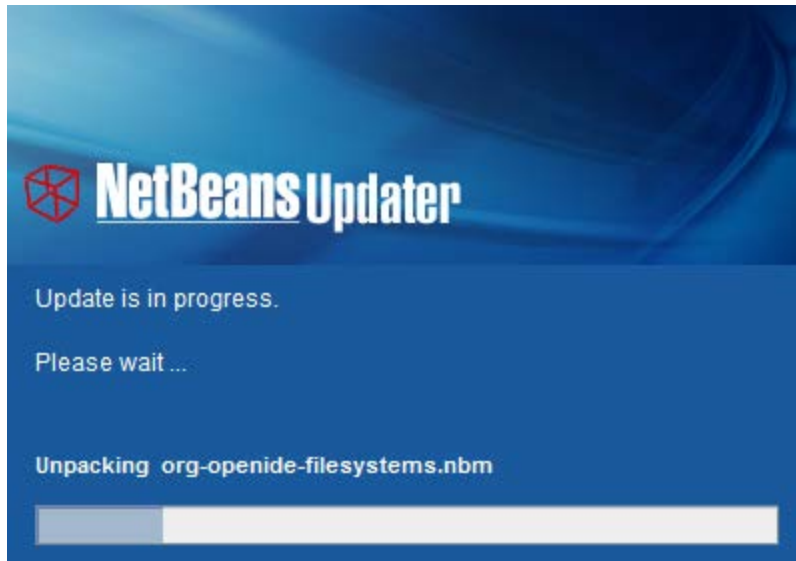 NetBeans Updater
Update is in progress.
Please wait ...
Unpacking org-openide-filesystems.nbm